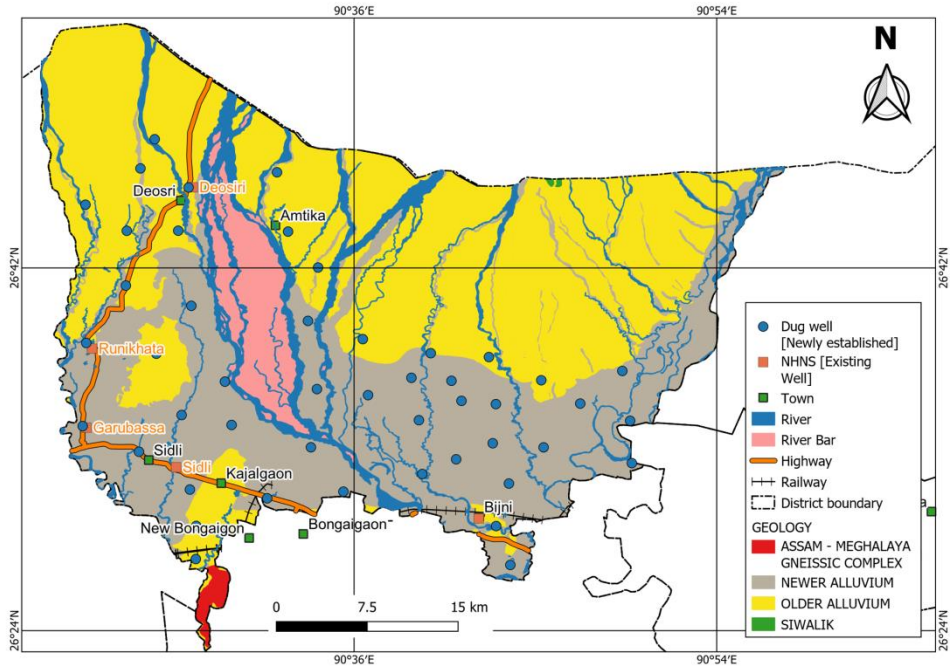 90°36'E 90°54'E
N
26°42'N 26°42'N
26°24'N 26°24'N
90°36'E 90°54'E
Deosri
Deosiri
Amtika
Runikhata
Garubassa
Sidli
Sidli
Kajalgaon
New Bongaigon
Bongaigaon
Bijni
a
0 7.5 15 km
Dug well
[Newly established]
NHNS [Existing
Well]
Town
River
River Bar
Highway
Railway
District boundary
GEOLOGY
ASSAM - MEGHALAYA
GNEISSIC COMPLEX
NEWER ALLUVIUM
OLDER ALLUVIUM
SIWALIK